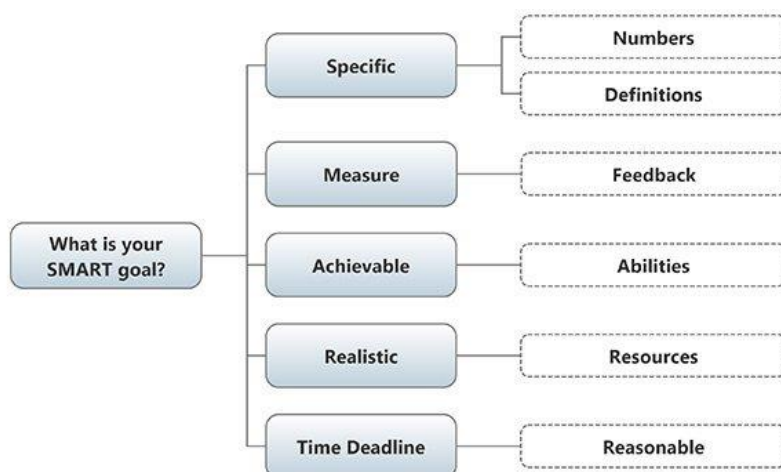 What is your
SMART goal?
Specific
Numbers
Definitions
Measure
Feedback
Achievable
Abilities
Realistic
Resources
Time Deadline
Reasonable